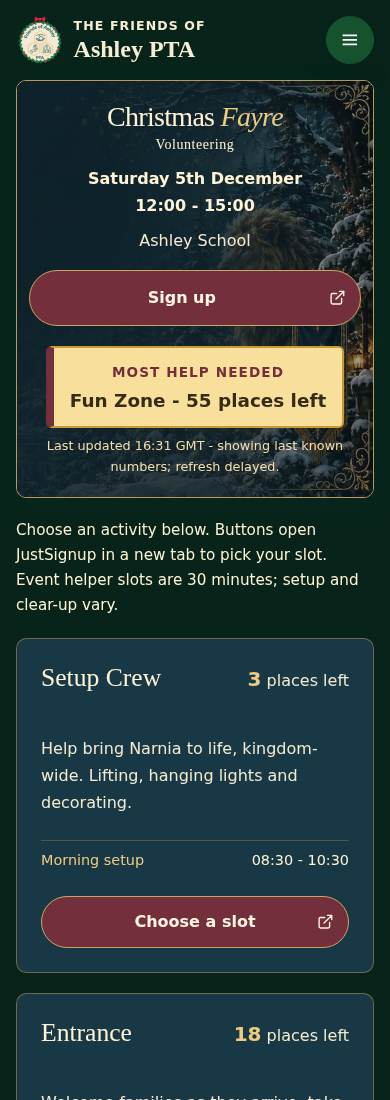 THE FRIENDS OF
Ashley PTA
Christmas Fayre
Volunteering
Saturday 5th December
12:00 - 15:00
Ashley School
Sign up
MOST HELP NEEDED
Fun Zone - 55 places left
Last updated 16:31 GMT - showing last known
numbers; refresh delayed.
Choose an activity below. Buttons open
JustSignup in a new tab to pick your slot.
Event helper slots are 30 minutes; setup and
clear-up vary.
Setup Crew
3 places left
Help bring Narnia to life, kingdom-
wide. Lifting, hanging lights and
decorating.
Morning setup
08:30 - 10:30
Choose a slot
Entrance
18 places left